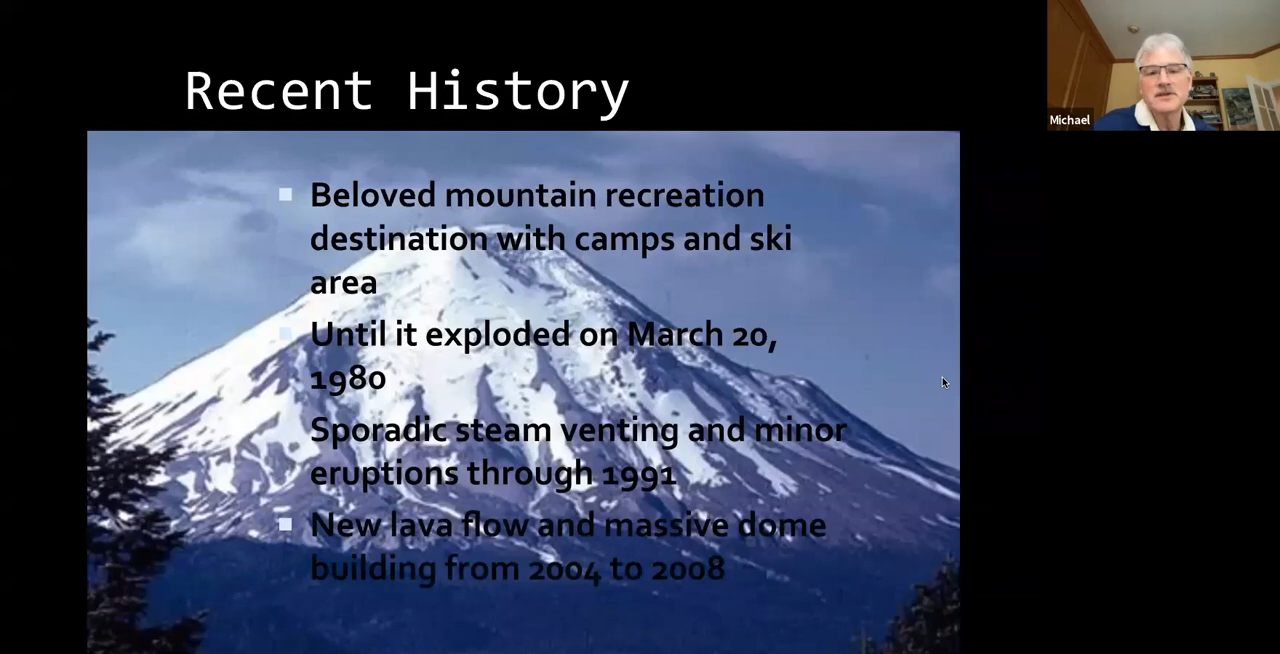 Recent History
Michael
Beloved mountain recreation
destination with camps and ski
area
Until it exploded on March 20,
1980
Sporadic steam venting and minor
eruptions through 1991
New lava flow and massive dome
building from 2004 to 2008